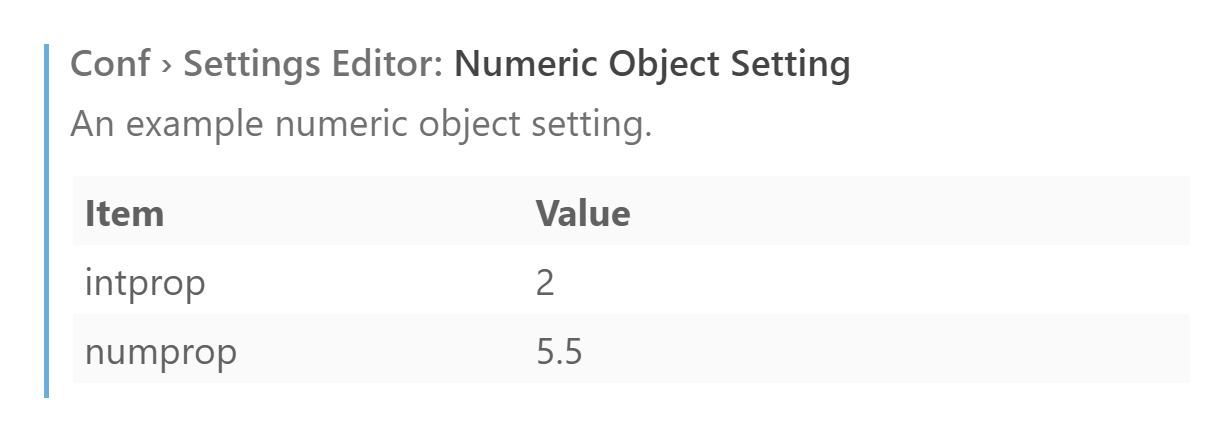 Conf › Settings Editor: Numeric Object Setting
An example numeric object setting.
Item Value
intprop 2
numprop 5.5